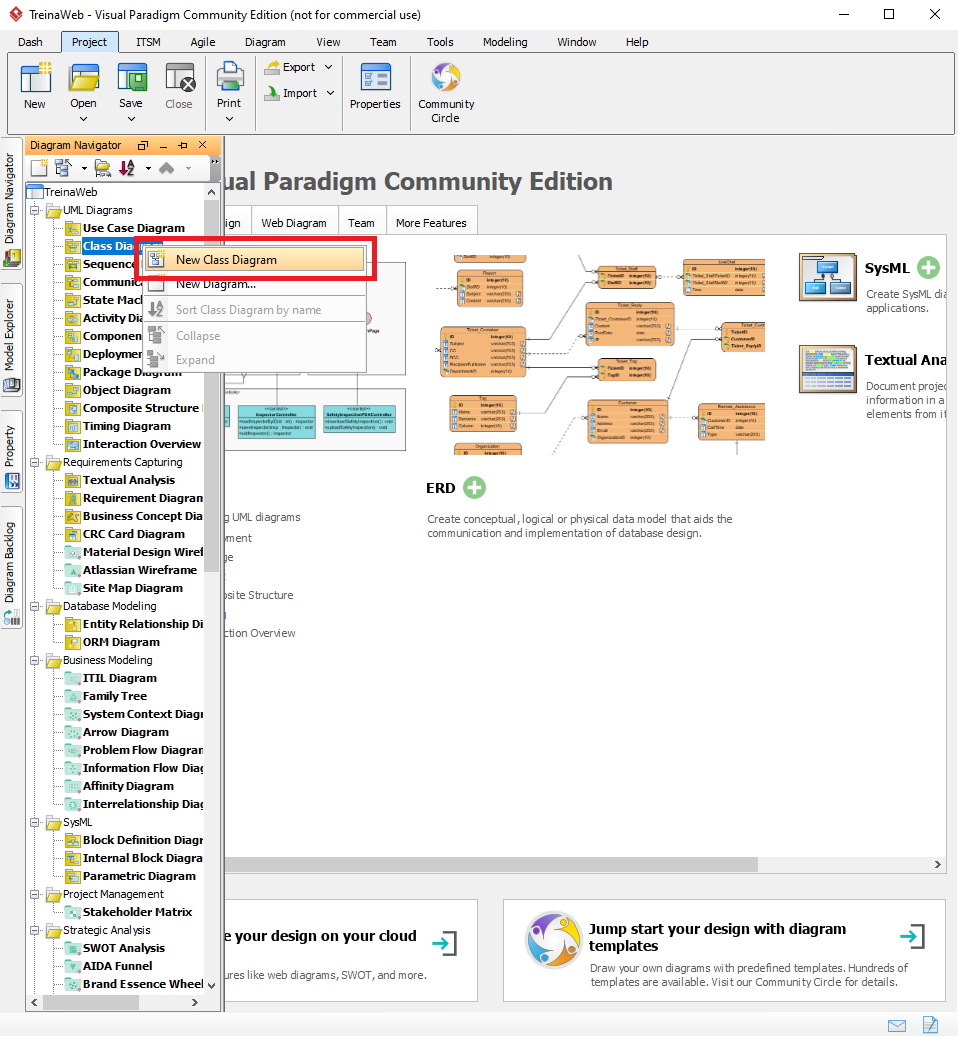 TreinaWeb - Visual Paradigm Community Edition (not for commercial use)
Dash Project ITSM Agile Diagram View Team Tools Modeling Window Help
New Open Save Close Print Export Import Properties Community Circle
Diagram Navigator
Diagram Navigator
Model Explorer
Property
Diagram Backlog
TreinaWeb
UML Diagrams
Use Case Diagram
Class Dia
Sequence
Communic
State Mach
Activity Dia
Componen
Deploymen
Package Diagram
Object Diagram
Composite Structure
Timing Diagram
Interaction Overview
Requirements Capturing
Textual Analysis
Requirement Diagran
Business Concept Dia
CRC Card Diagram
Material Design Wiref
Atlassian Wireframe
Site Map Diagram
Database Modeling
Entity Relationship Di
ORM Diagram
Business Modeling
ITIL Diagram
Family Tree
System Context Diagr
Arrow Diagram
Problem Flow Diagran
Information Flow Diag
Affinity Diagram
Interrelationship Diag
SysML
Block Definition Diagr
Internal Block Diagra
Parametric Diagram
Project Management
Stakeholder Matrix
Strategic Analysis
SWOT Analysis
AIDA Funnel
Brand Essence Wheel
New Class Diagram
New Diagram...
Sort Class Diagram by name
Collapse
Expand
ual Paradigm Community Edition
ign Web Diagram Team More Features
ERD
Create conceptual, logical or physical data model that aids the
communication and implementation of database design.
g UML diagrams
yment
ge
osite Structure
ction Overview
SysML
Create SysML dia
applications.
Textual Ana
Document projec
information in a
elements from it
e your design on your cloud
ures like web diagrams, SWOT, and more.
Jump start your design with diagram
templates
Draw your own diagrams with predefined templates. Hundreds of
templates are available. Visit our Community Circle for details.